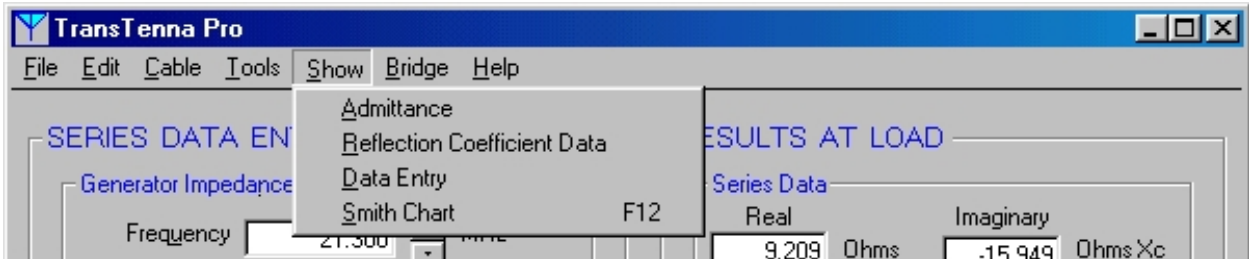 TransTenna Pro
File Edit Cable Tools Show Bridge Help
Admittance
Reflection Coefficient Data
Data Entry
Smith Chart F12
SERIES DATA EN
Generator Impedance
Frequency 21.300
ESULTS AT LOAD
Series Data
Real Imaginary
9.209 Ohms -15.949 Ohms Xc